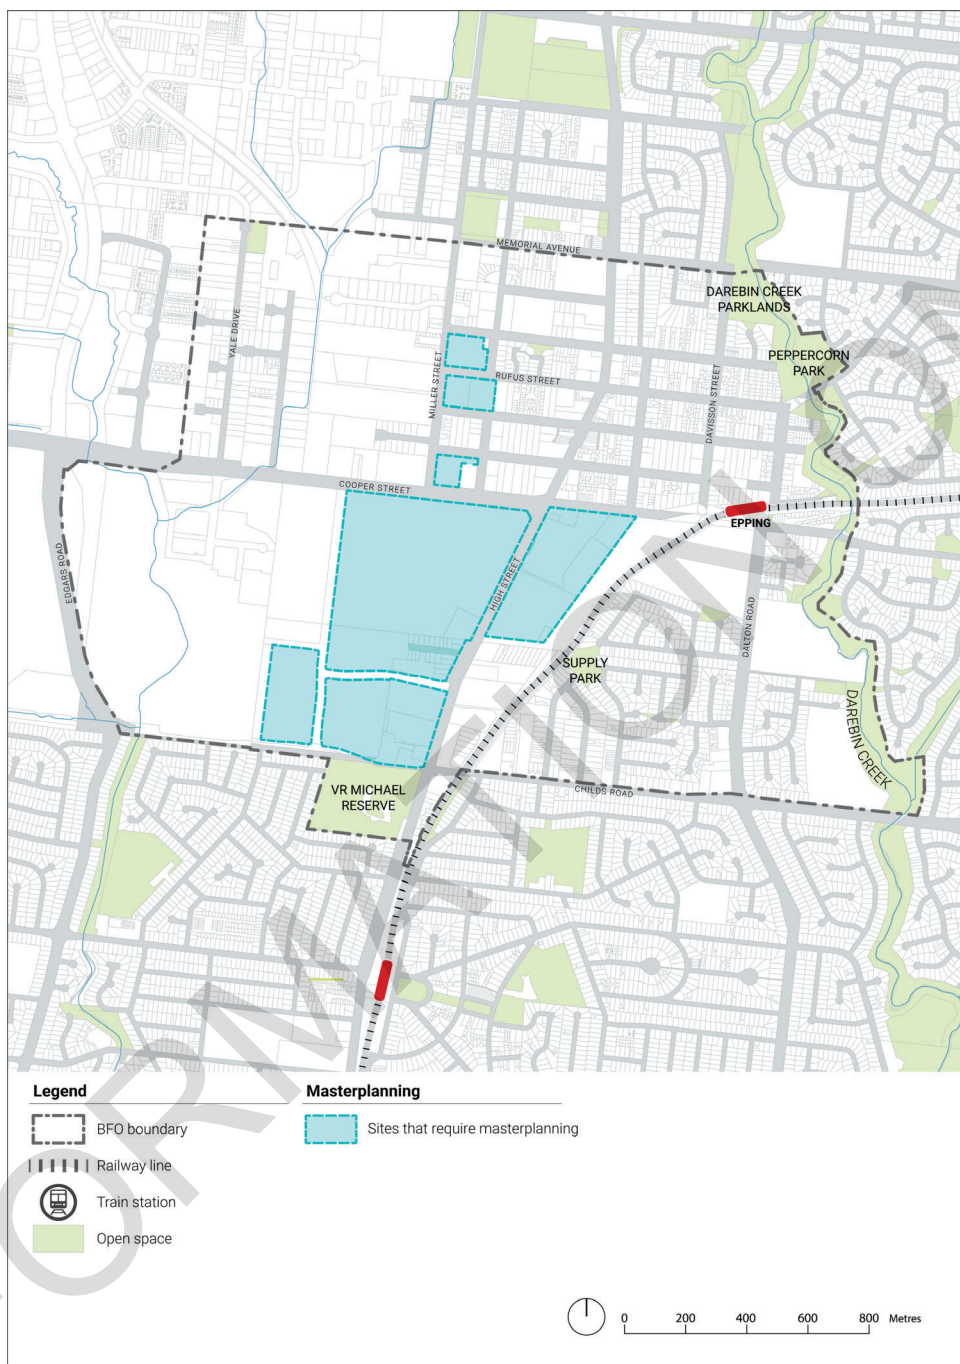 MEMORIAL AVENUE
DAREBIN CREEK
PARKLANDS
PEPPERCORN
PARK
YALE DRIVE
MILLER STREET
RUFUS STREET
DAVISSON STREET
COOPER STREET
EPPING
EDGARS ROAD
HIGH STREET
DALTON ROAD
SUPPLY
PARK
DAREBIN CREEK
VR MICHAEL
RESERVE
CHILDS ROAD
Legend
BFO boundary
Railway line
Train station
Open space
Masterplanning
Sites that require masterplanning
0 200 400 600 800 Metres